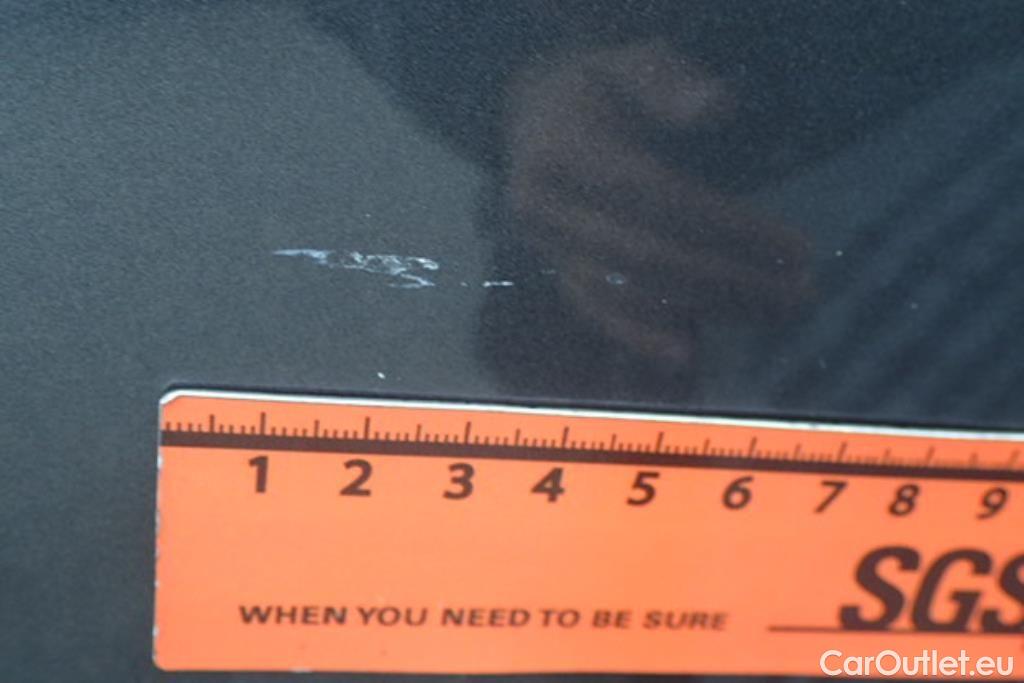 1 2 3 4 5 6 7 8 9
SGS
WHEN YOU NEED TO BE SURE
CarOutlet.eu